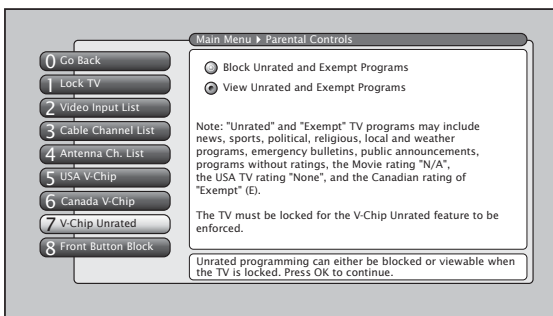 Main Menu ▶ Parental Controls
0 Go Back
1 Lock TV
2 Video Input List
3 Cable Channel List
4 Antenna Ch. List
5 USA V-Chip
6 Canada V-Chip
7 V-Chip Unrated
8 Front Button Block
Block Unrated and Exempt Programs
View Unrated and Exempt Programs
Note: "Unrated" and "Exempt" TV programs may include
news, sports, political, religious, local and weather
programs, emergency bulletins, public announcements,
programs without ratings, the Movie rating "N/A",
the USA TV rating "None", and the Canadian rating of
"Exempt" (E).
The TV must be locked for the V-Chip Unrated feature to be
enforced.
Unrated programming can either be blocked or viewable when
the TV is locked. Press OK to continue.